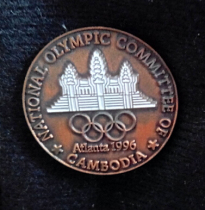 NATIONAL OLYMPIC COMMITTEE OF
Atlanta 1996
★ CAMBODIA ★